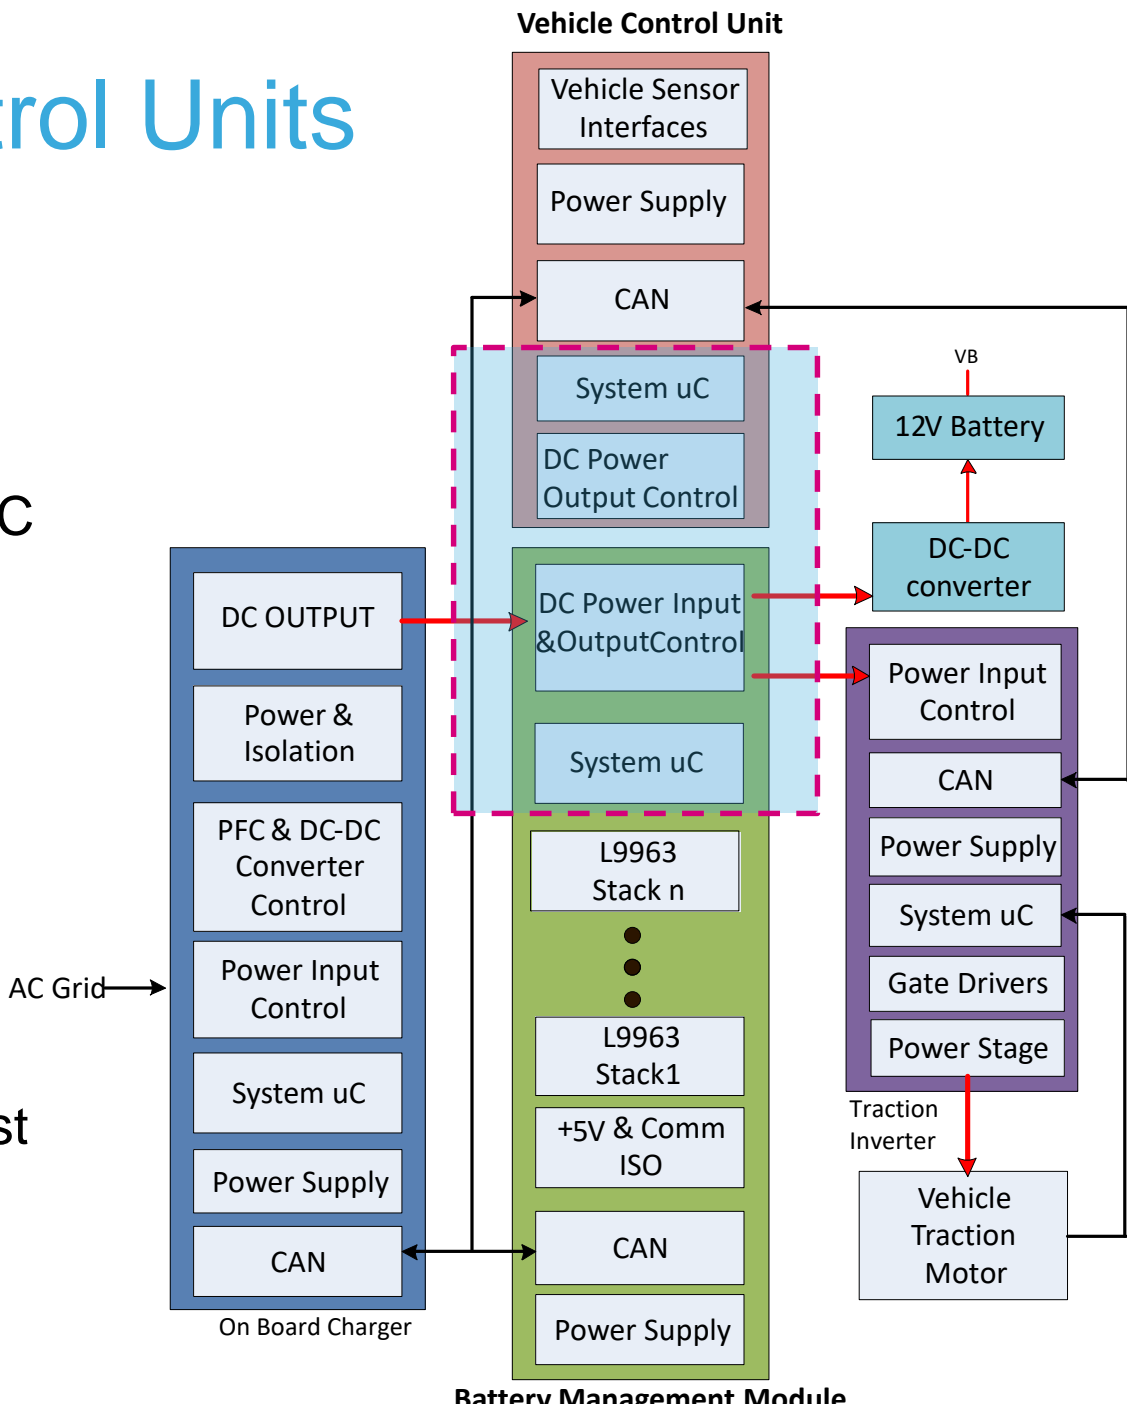 Vehicle Control Unit
trol Units
Vehicle Sensor
Interfaces
Power Supply
CAN
System uC
DC Power
Output Control
VB
12V Battery
DC-DC
converter
C
DC OUTPUT
Power &
Isolation
PFC & DC-DC
Converter
Control
AC Grid
Power Input
Control
System uC
st
Power Supply
CAN
On Board Charger
DC Power Input
&OutputControl
System uC
L9963
Stack n
L9963
Stack1
+5V & Comm
ISO
CAN
Power Supply
Battery Management Module
Power Input
Control
CAN
Power Supply
System uC
Gate Drivers
Power Stage
Traction
Inverter
Vehicle
Traction
Motor